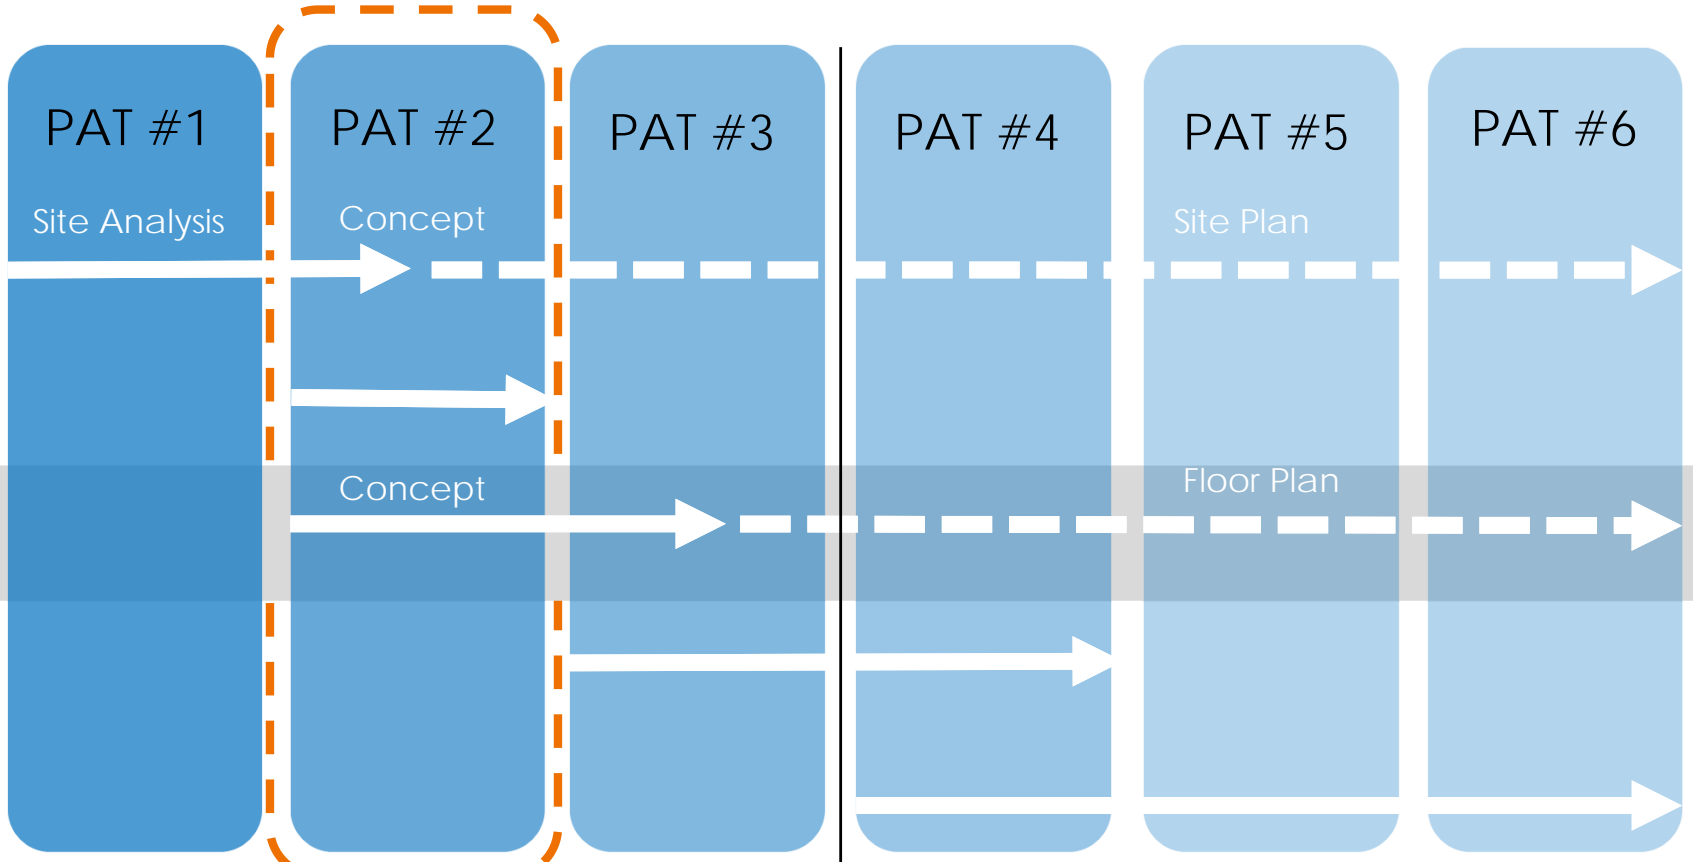 PAT #1
PAT #2
PAT #3
PAT #4
PAT #5
PAT #6
Site Analysis
Concept
Site Plan
Concept
Floor Plan